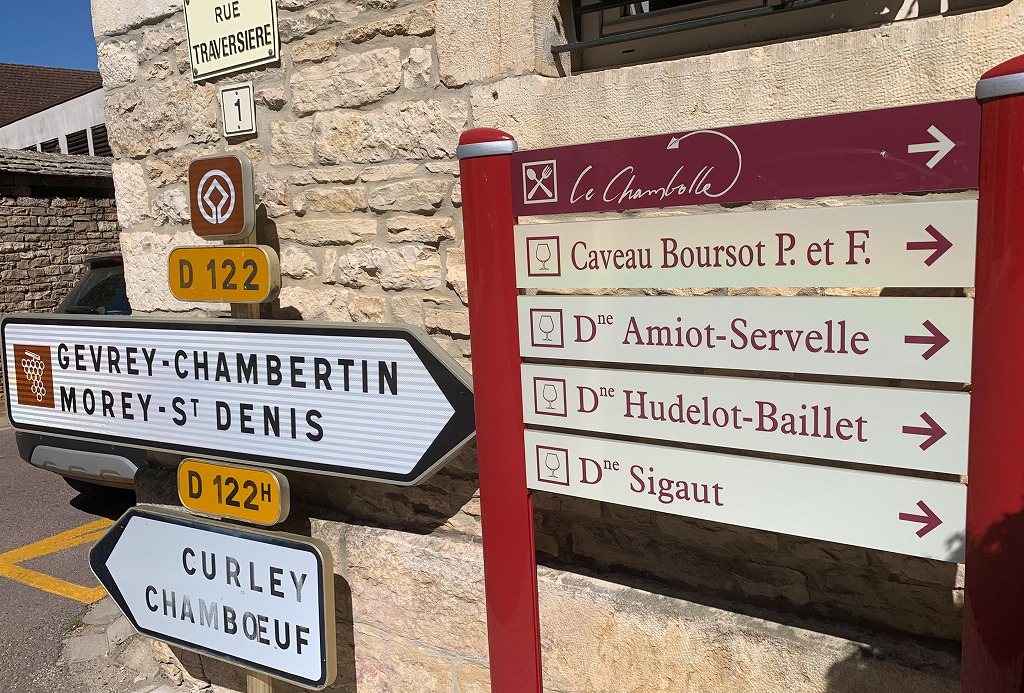 RUE
TRAVERSIERE
1
D 122
GEVREY-CHAMBERTIN
MOREY-ST DENIS
D 122H
CURLEY
CHAMBŒUF
Le Chambolle
Caveau Boursot P. et F.
Dne Amiot-Servelle
Dne Hudelot-Baillet
Dne Sigaut